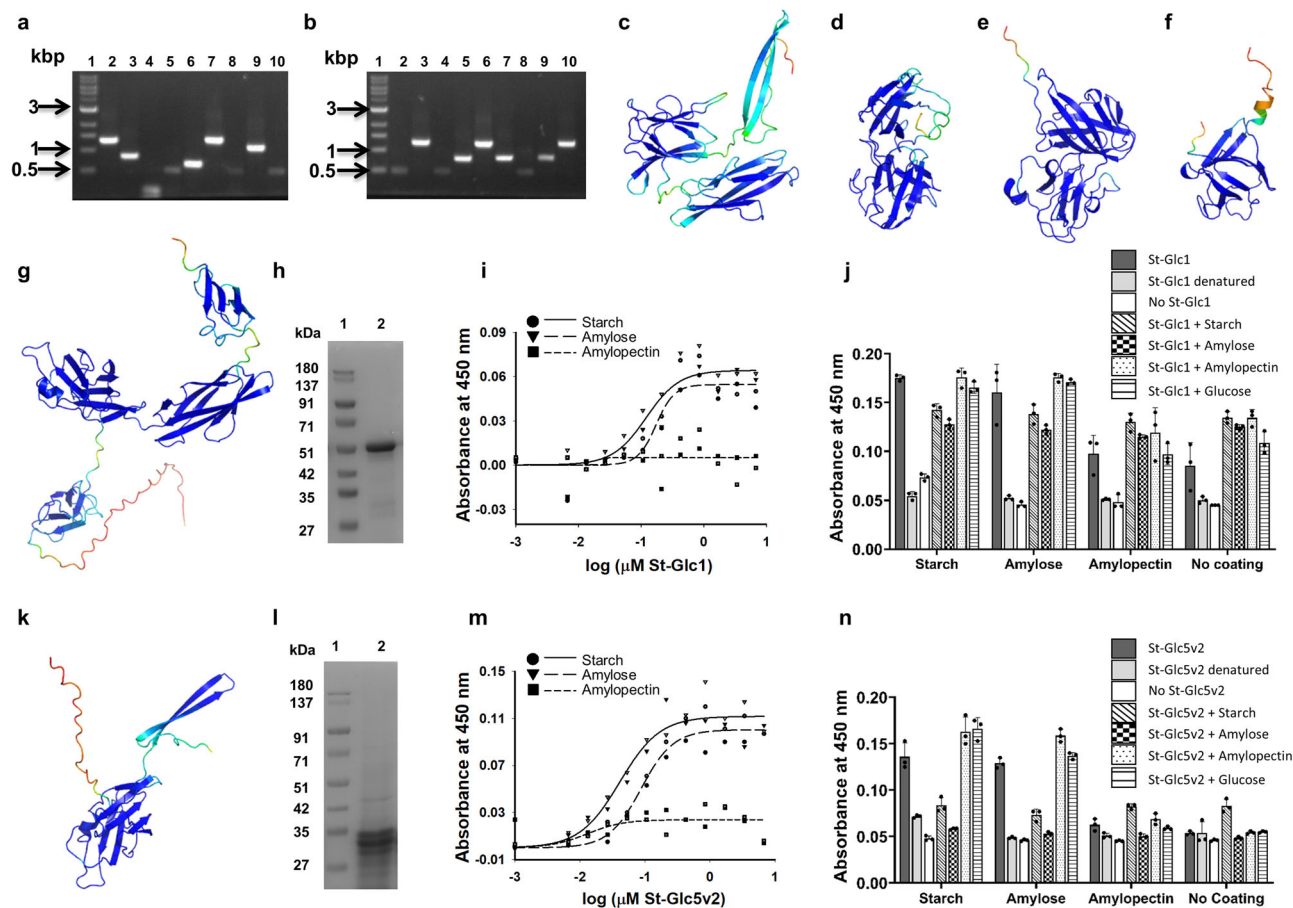 a
kbp
1 2 3 4 5 6 7 8 9 10
3
1
0.5
b
kbp
1 2 3 4 5 6 7 8 9 10
3
1
0.5
c
d
e
f
g
h
kDa
1 2
180
137
91
71
51
42
35
27
i
Starch
Amylose
Amylopectin
Absorbance at 450 nm
0.09
0.06
0.03
0.00
-0.03
-3 -2 -1 0 1
log (μM St-Glc1)
j
St-Glc1
St-Glc1 denatured
No St-Glc1
St-Glc1 + Starch
St-Glc1 + Amylose
St-Glc1 + Amylopectin
St-Glc1 + Glucose
Absorbance at 450 nm
0.20
0.15
0.10
0.05
0.00
Starch Amylose Amylopectin No coating
k
l
kDa
1 2
180
137
91
71
51
42
35
27
m
Starch
Amylose
Amylopectin
Absorbance at 450 nm
0.15
0.11
0.07
0.03
-0.01
-3 -2 -1 0 1
log (μM St-Glc5v2)
n
St-Glc5v2
St-Glc5v2 denatured
No St-Glc5v2
St-Glc5v2 + Starch
St-Glc5v2 + Amylose
St-Glc5v2 + Amylopectin
St-Glc5v2 + Glucose
Absorbance at 450 nm
0.20
0.15
0.10
0.05
0.00
Starch Amylose Amylopectin No Coating